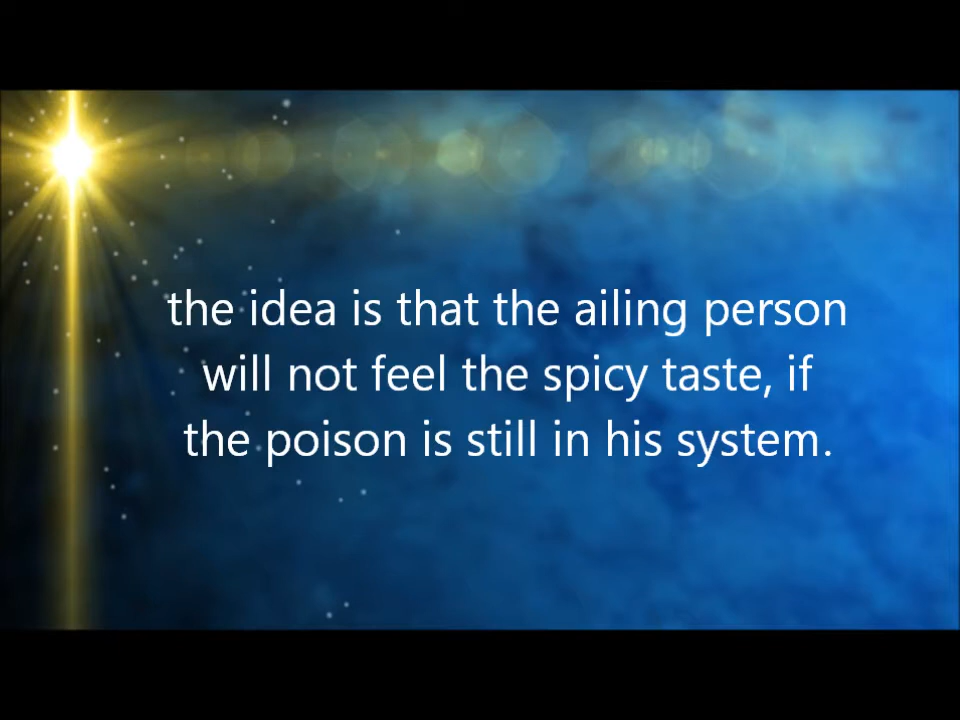 the idea is that the ailing person
will not feel the spicy taste, if
the poison is still in his system.